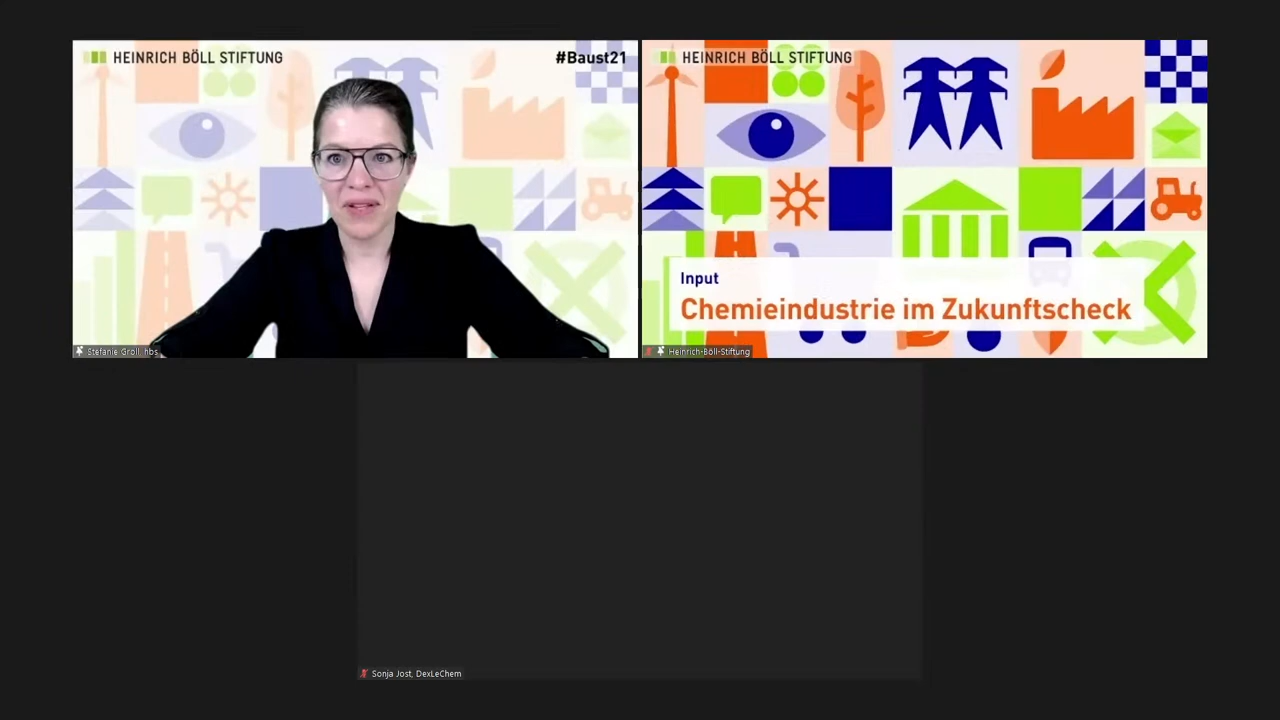 HEINRICH BÖLL STIFTUNG
#Baust21
Stefanie Groll, hbs
HEINRICH BÖLL STIFTUNG
Input
Chemieindustrie im Zukunftscheck
Heinrich-Böll-Stiftung
Sonja Jost, DexLeChem